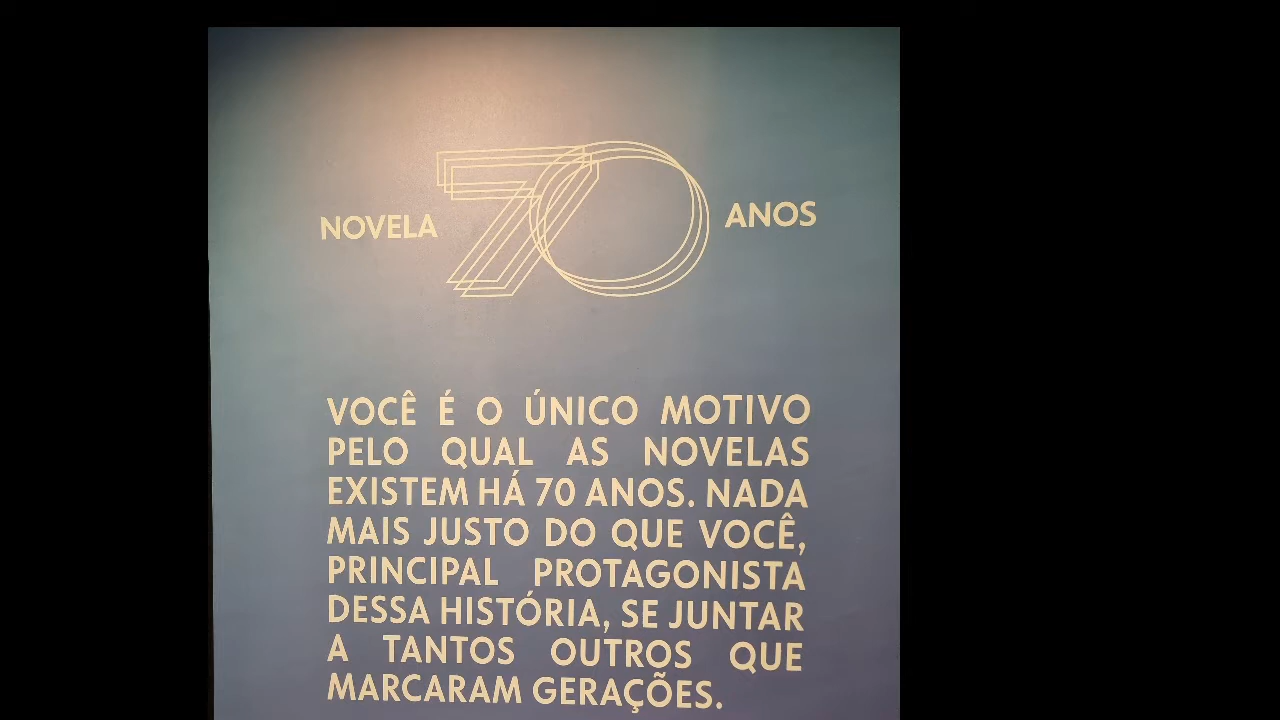 NOVELA 70 ANOS
VOCÊ É O ÚNICO MOTIVO
PELO QUAL AS NOVELAS
EXISTEM HÁ 70 ANOS. NADA
MAIS JUSTO DO QUE VOCÊ,
PRINCIPAL PROTAGONISTA
DESSA HISTÓRIA, SE JUNTAR
A TANTOS OUTROS QUE
MARCARAM GERAÇÕES.